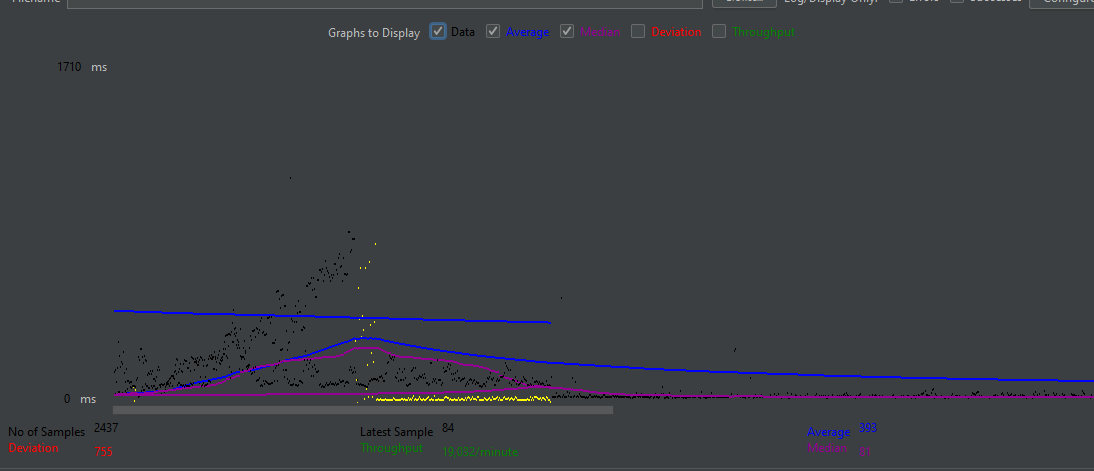 Filename Log/Display Only: Errors Successes Configure
Graphs to Display Data Average Median Deviation Throughput
1710 ms
0 ms
No of Samples 2437 Latest Sample 84 Average 393
Deviation 755 Throughput 19,032/minute Median